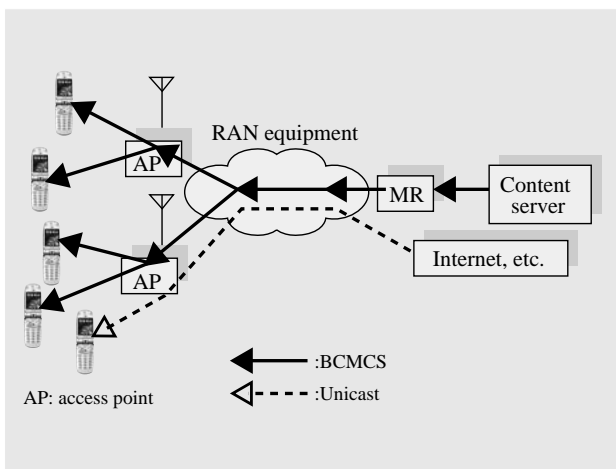 RAN equipment
AP
MR
Content
server
Internet, etc.
AP
:BCMCS
AP: access point
:Unicast